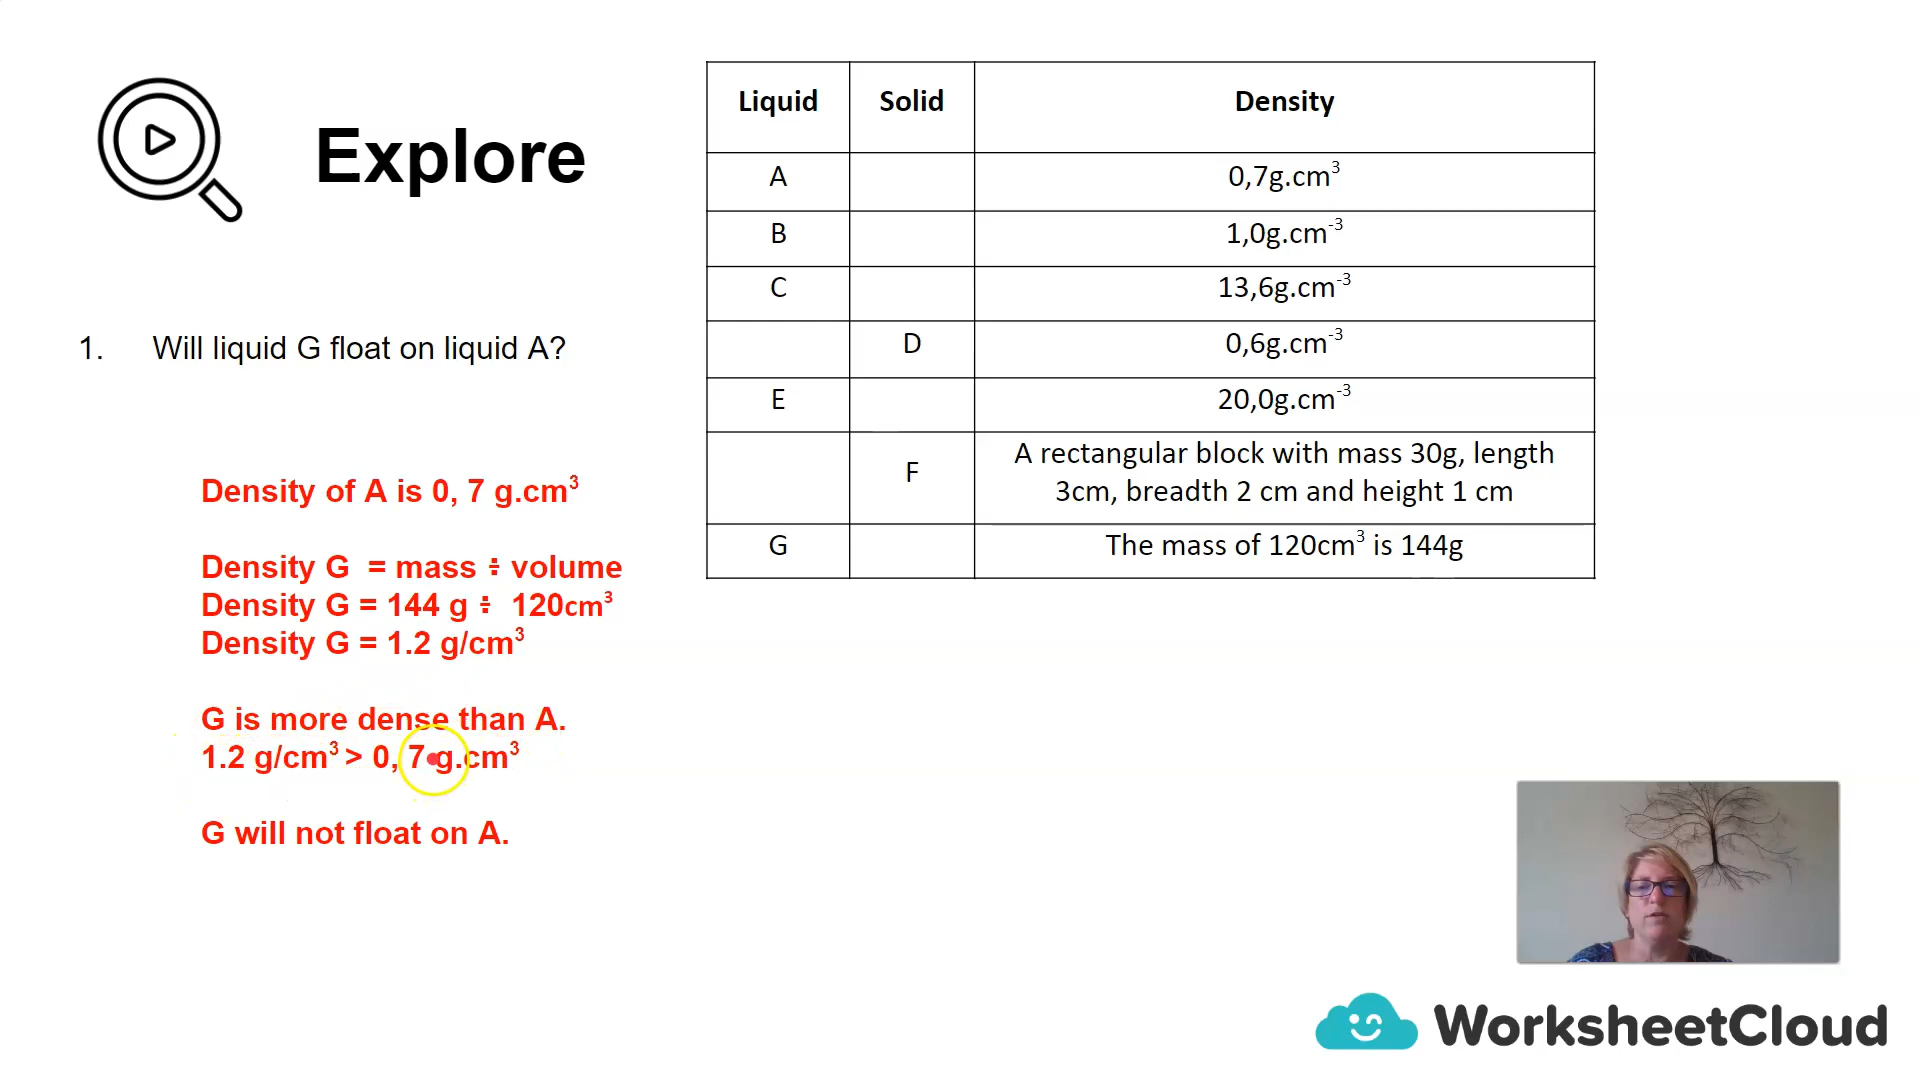 Explore
1. Will liquid G float on liquid A?
Density of A is 0, 7 g.cm³
Density G = mass ÷ volume
Density G = 144 g ÷ 120cm³
Density G = 1.2 g/cm³
G is more dense than A.
1.2 g/cm³ > 0, 7 g.cm³
G will not float on A.
Liquid Solid Density
A 0,7g.cm³
B 1,0g.cm⁻³
C 13,6g.cm⁻³
D 0,6g.cm⁻³
E 20,0g.cm⁻³
F A rectangular block with mass 30g, length
3cm, breadth 2 cm and height 1 cm
G The mass of 120cm³ is 144g
WorksheetCloud